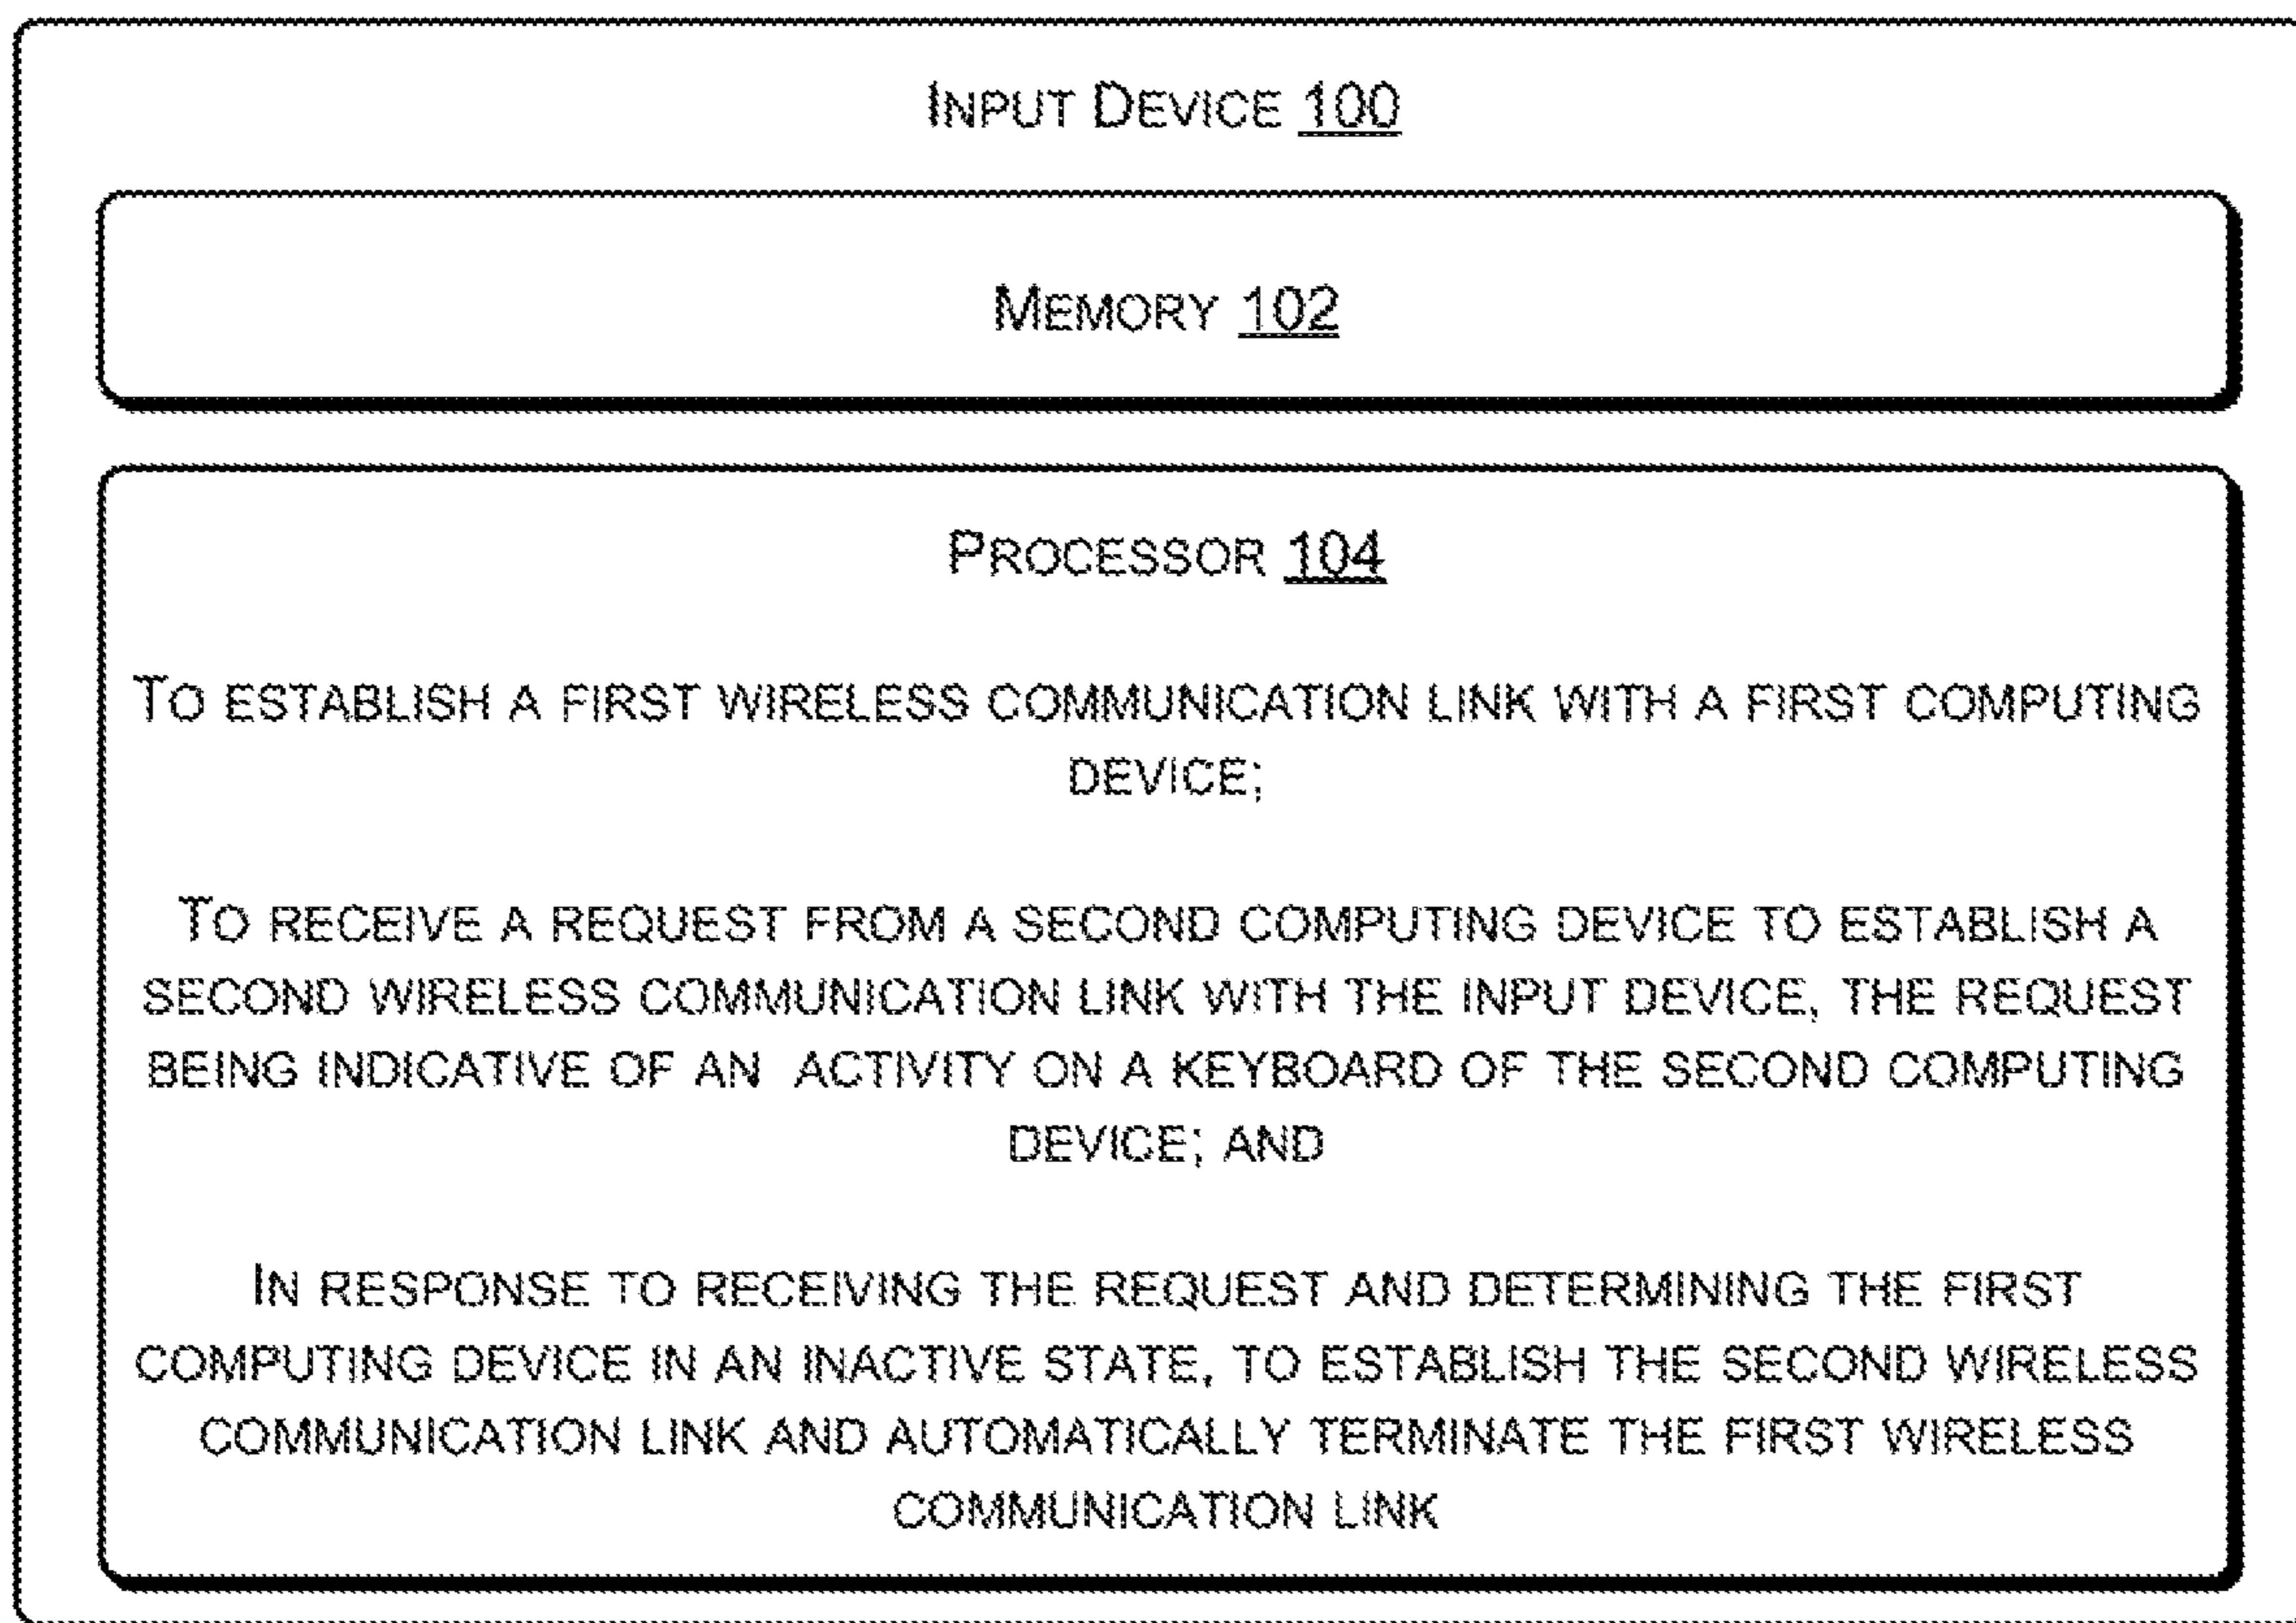 INPUT DEVICE 100
MEMORY 102
PROCESSOR 104
TO ESTABLISH A FIRST WIRELESS COMMUNICATION LINK WITH A FIRST COMPUTING
DEVICE;
TO RECEIVE A REQUEST FROM A SECOND COMPUTING DEVICE TO ESTABLISH A
SECOND WIRELESS COMMUNICATION LINK WITH THE INPUT DEVICE, THE REQUEST
BEING INDICATIVE OF AN ACTIVITY ON A KEYBOARD OF THE SECOND COMPUTING
DEVICE; AND
IN RESPONSE TO RECEIVING THE REQUEST AND DETERMINING THE FIRST
COMPUTING DEVICE IN AN INACTIVE STATE, TO ESTABLISH THE SECOND WIRELESS
COMMUNICATION LINK AND AUTOMATICALLY TERMINATE THE FIRST WIRELESS
COMMUNICATION LINK